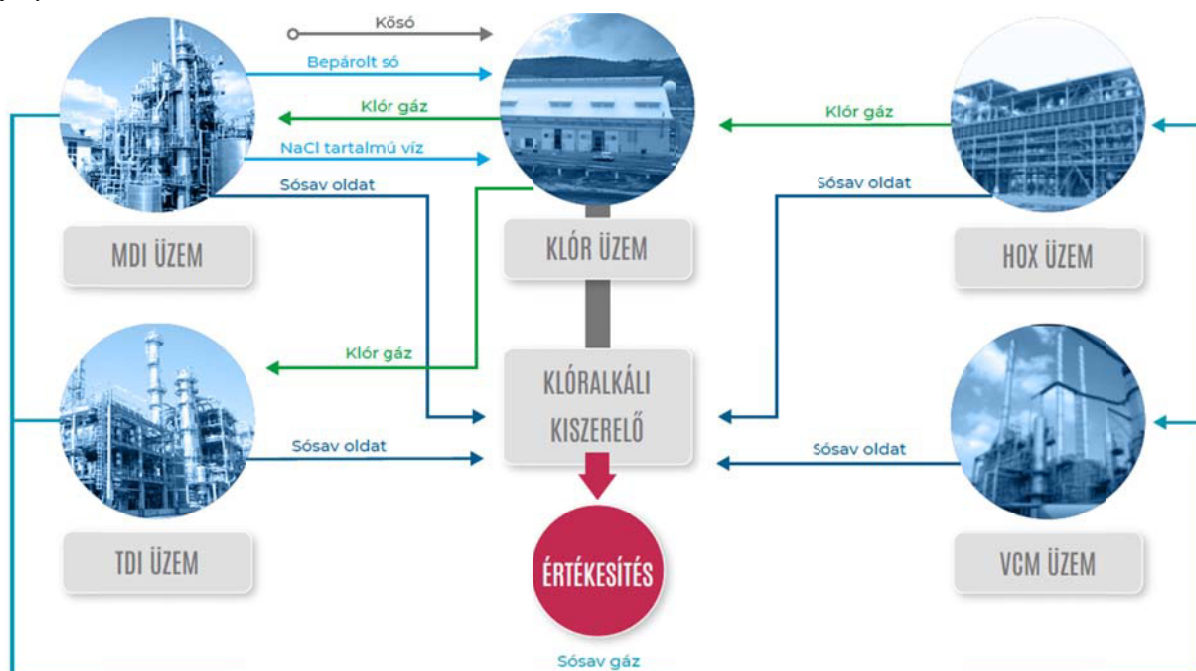 Kősó
Bepárolt só
Klór gáz
Klór gáz
NaCl tartalmú víz
Sósav oldat
Sósav oldat
MDI ÜZEM
KLÓR ÜZEM
HOX ÜZEM
Klór gáz
KLÓRALKÁLI
KISZERELŐ
Sósav oldat
Sósav oldat
TDI ÜZEM
ÉRTÉKESÍTÉS
VCM ÜZEM
Sósav gáz